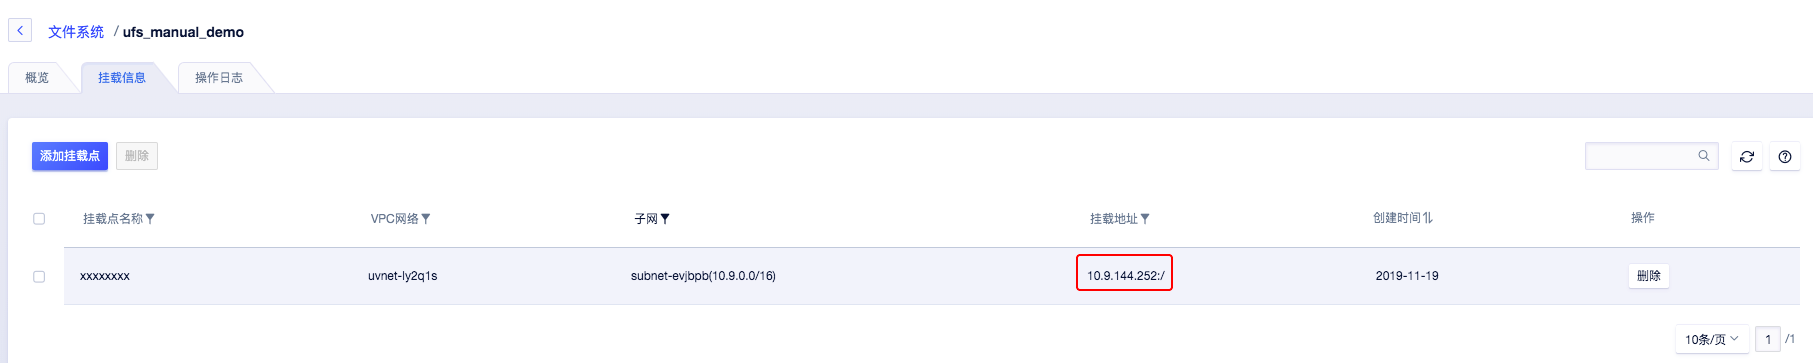 文件系统 / ufs_manual_demo
概览 挂载信息 操作日志
添加挂载点 删除
挂载点名称 VPC网络 子网 挂载地址 创建时间 操作
xxxxxxxx uvnet-ly2q1s subnet-evjbpb(10.9.0.0/16) 10.9.144.252:/ 2019-11-19 删除
10条/页 1 /1